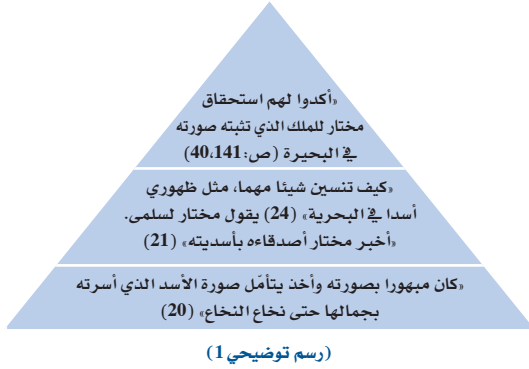 «أكدوا لهم استحقاق
مختار للملك الذي تثبته صورته
في البحيرة (ص:40،141)
«كيف تنسين شيئا مهما، مثل ظهوري
أسدا في البحرية» (24) يقول مختار لسلمى.
«أخبر مختار أصدقاءه بأسديته» (21)
«كان مبهورا بصورته وأخذ يتأمّل صورة الأسد الذي أسرته
بجمالها حتى نخاع النخاع» (20)
(رسم توضيحي 1)